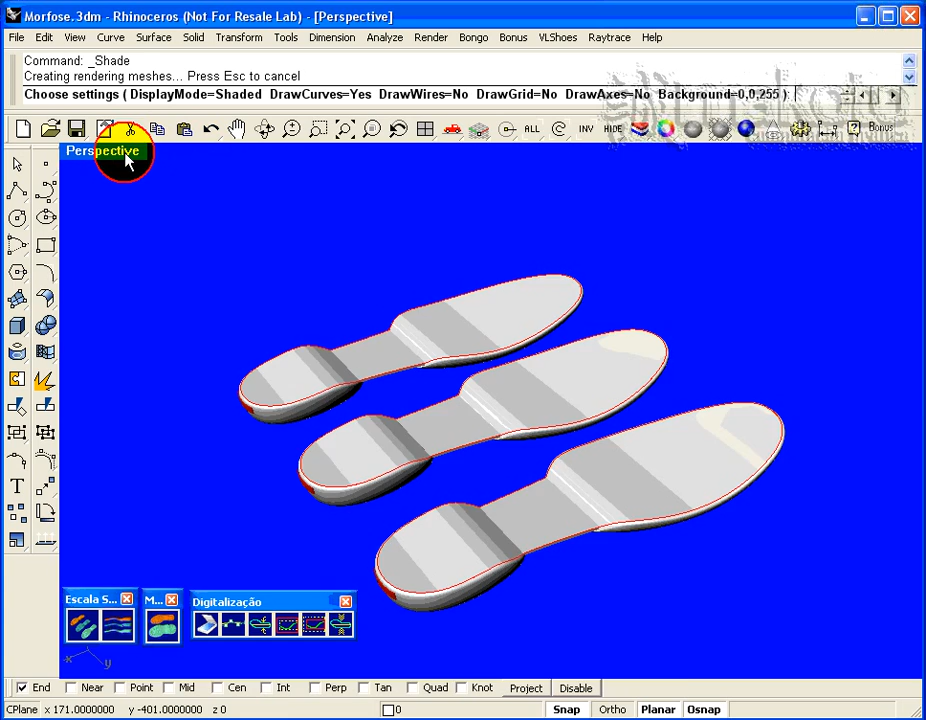 Morfose.3dm - Rhinoceros (Not For Resale Lab) - [Perspective]
File Edit View Curve Surface Solid Transform Tools Dimension Analyze Render Bongo Bonus VLShoes Raytrace Help
Command: _Shade
Creating rendering meshes... Press Esc to cancel
Choose settings ( DisplayMode=Shaded DrawCurves=Yes DrawWires=No DrawGrid=No DrawAxes=No Background=0,0,255 ):
ALL INV HIDE Bonus
Perspective
T
Escala S... M... Digitalização
x y
End Near Point Mid Cen Int Perp Tan Quad Knot Project Disable
CPlane x 171.0000000 y -401.0000000 z 0 0 Snap Ortho Planar Osnap